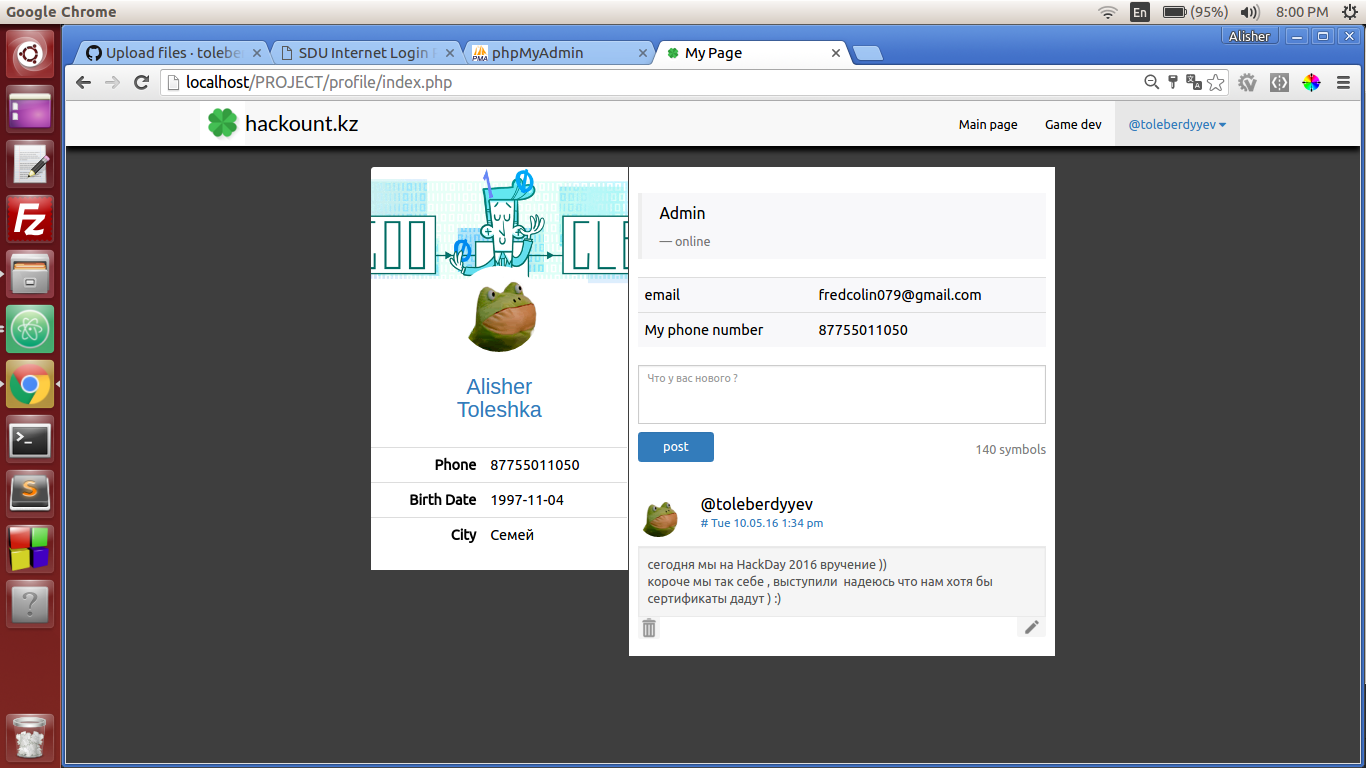 Google Chrome
En
(95%)
8:00 PM
Alisher
Upload files · tolebe
SDU Internet Login
phpMyAdmin
My Page
localhost/PROJECT/profile/index.php
hackount.kz
Main page
Game dev
@toleberdyyev
Admin
— online
email
fredcolin079@gmail.com
My phone number
87755011050
Что у вас нового ?
post
140 symbols
Alisher
Toleshka
Phone 87755011050
Birth Date 1997-11-04
City Семей
@toleberdyyev
# Tue 10.05.16 1:34 pm
сегодня мы на HackDay 2016 вручение ))
короче мы так себе , выступили надеюсь что нам хотя бы
сертификаты дадут ) :)